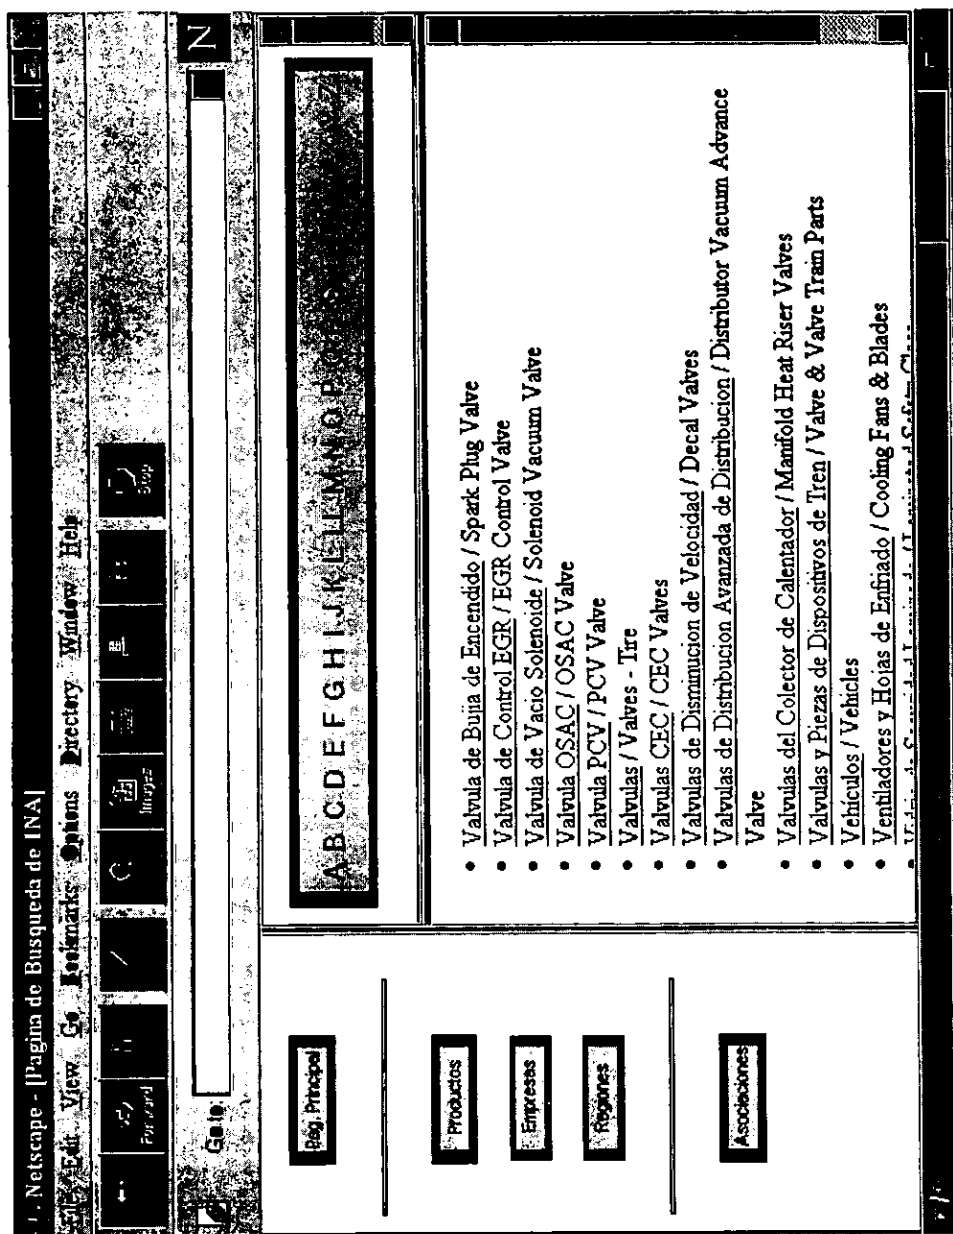 Netscape - [Pagina de Busqueda de INA]
File Edit View Go Bookmarks Options Directory Window Help
Forward
Images
Stop
Go to:
N
Pag. Principal
Productos
Empresas
Regiones
Asociaciones
A B C D E F G H I J K L LL M N O P Q R S
• Valvula de Bujia de Encendido / Spark Plug Valve
• Valvula de Control EGR / EGR Control Valve
• Valvula de Vacio Solenoide / Solenoid Vacuum Valve
• Valvula OSAC / OSAC Valve
• Valvula PCV / PCV Valve
• Valvulas / Valves - Tire
• Valvulas CEC / CEC Valves
• Valvulas de Disminucion de Velocidad / Decal Valves
• Valvulas de Distribucion Avanzada de Distribucion / Distributor Vacuum Advance
Valve
• Valvulas del Colector de Calentador / Manifold Heat Riser Valves
• Valvulas y Piezas de Dispositivos de Tren / Valve & Valve Train Parts
• Vehiculos / Vehicles
• Ventiladores y Hojas de Enfriado / Cooling Fans & Blades